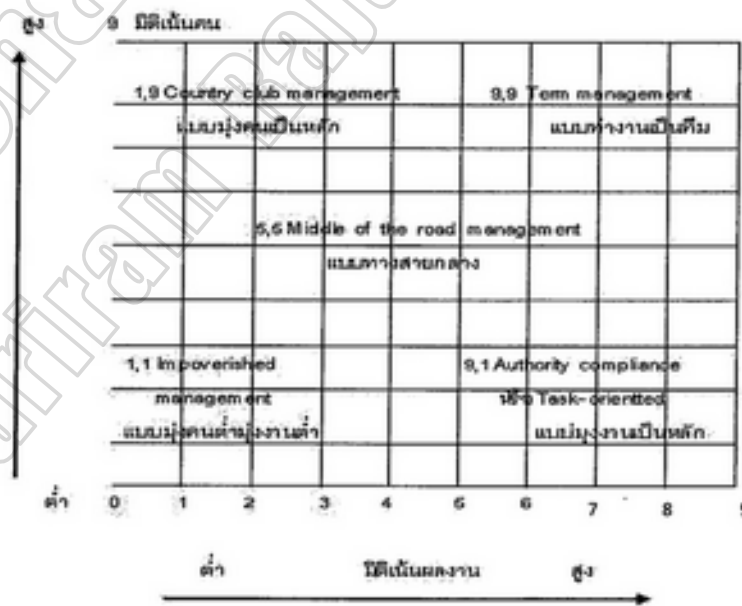 สูง 9 มิติเน้นคน
1,9 Country club management 9,9 Term management
แบบมุ่งคนเป็นหลัก แบบทำงานเป็นทีม
5,5 Middle of the road management
แบบทางสายกลาง
1,1 Impoverished 9,1 Authority compliance
management หรือ Task-orientted
แบบมุ่งคนต่ำมุ่งงานต่ำ แบบมุ่งงานเป็นหลัก
ต่ำ 0 1 2 3 4 5 6 7 8 9
ต่ำ มิติเน้นผลงาน สูง